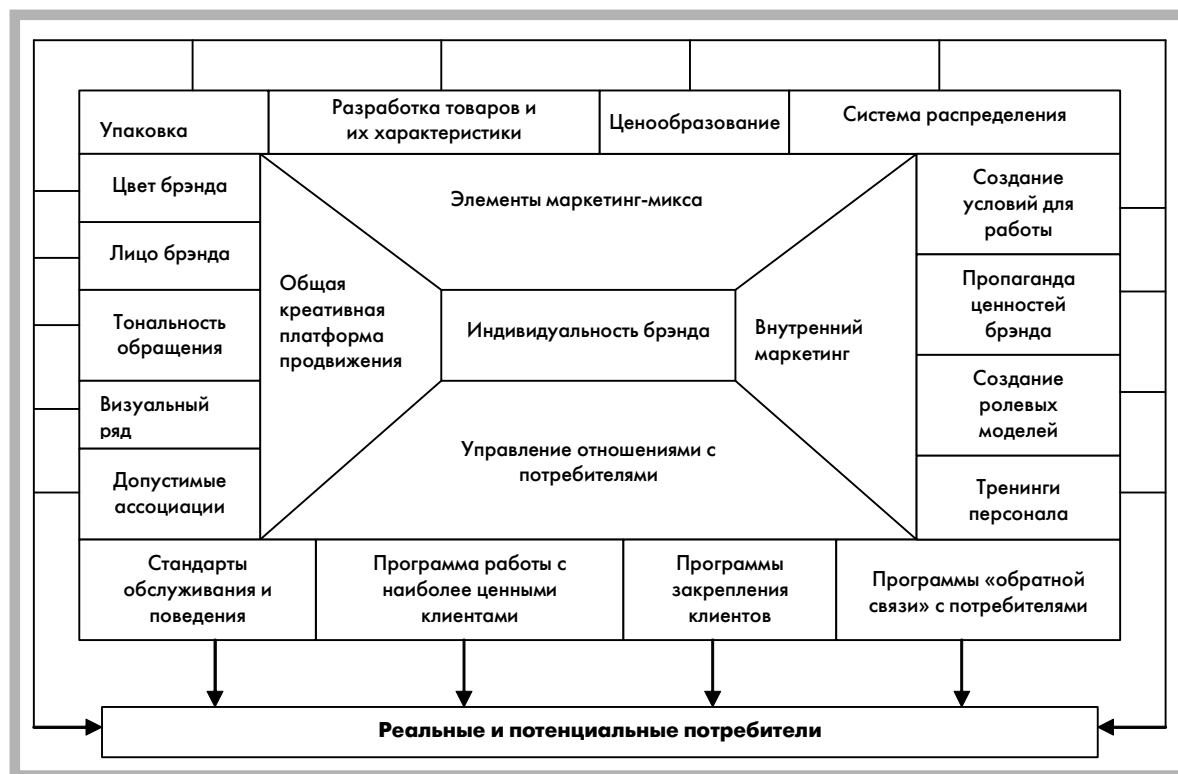 Упаковка
Разработка товаров и
их характеристики
Ценообразование
Система распределения
Цвет брэнда
Лицо брэнда
Тональность
обращения
Визуальный
ряд
Допустимые
ассоциации
Элементы маркетинг-микса
Общая
креативная
платформа
продвижения
Индивидуальность брэнда
Внутренний
маркетинг
Управление отношениями с
потребителями
Создание
условий для
работы
Пропаганда
ценностей
брэнда
Создание
ролевых
моделей
Тренинги
персонала
Стандарты
обслуживания и
поведения
Программа работы с
наиболее ценными
клиентами
Программы
закрепления
клиентов
Программы «обратной
связи» с потребителями
Реальные и потенциальные потребители